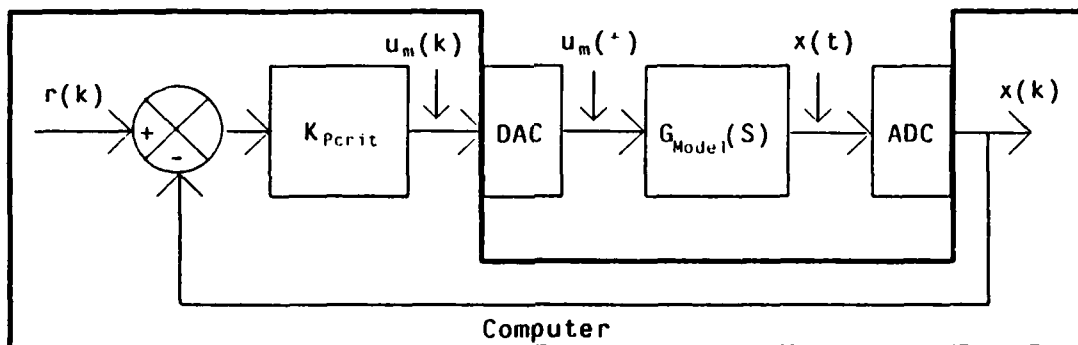 u_m(k)
u_m(t)
x(t)
r(k)
x(k)
+
-
K_Pcrit
DAC
G_Model(S)
ADC
Computer